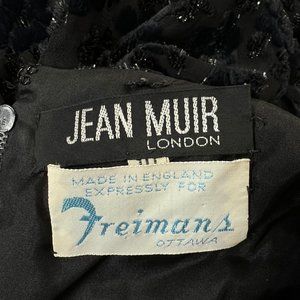 JEAN MUIR
LONDON
MADE IN ENGLAND
EXPRESSLY FOR
Freimans
OTTAWA